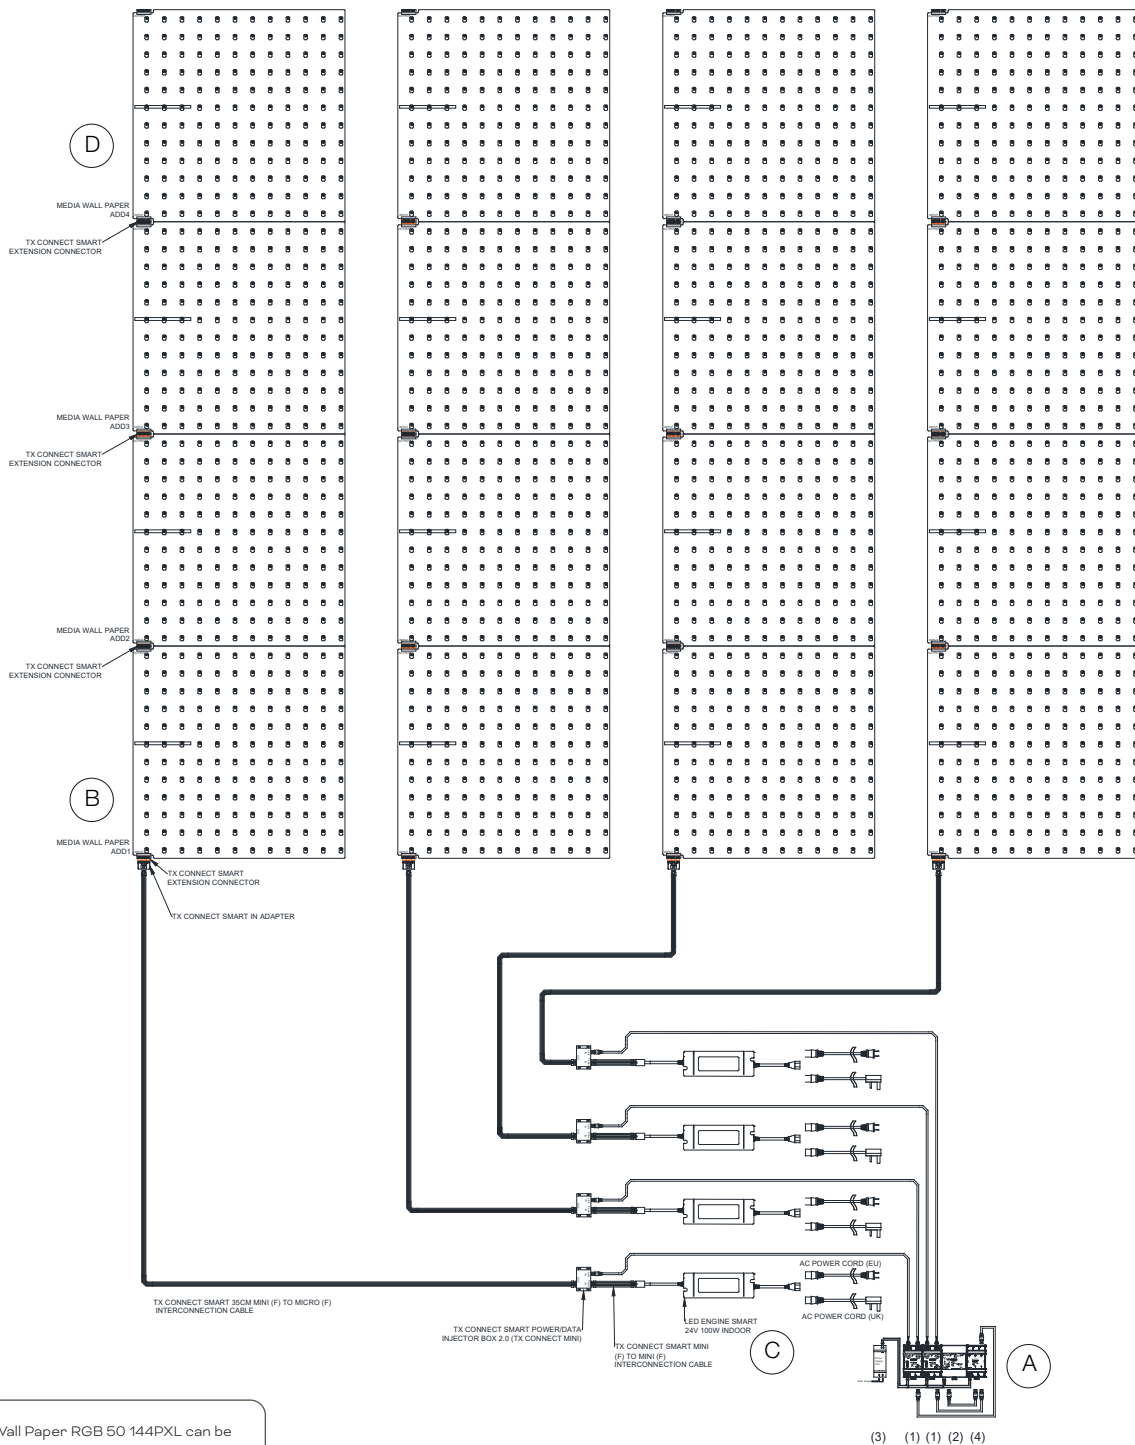 D
MEDIA WALL PAPER
ADD4
TX CONNECT SMART
EXTENSION CONNECTOR
MEDIA WALL PAPER
ADD3
TX CONNECT SMART
EXTENSION CONNECTOR
MEDIA WALL PAPER
ADD2
TX CONNECT SMART
EXTENSION CONNECTOR
B
MEDIA WALL PAPER
ADD1
TX CONNECT SMART
EXTENSION CONNECTOR
TX CONNECT SMART IN ADAPTER
AC POWER CORD (EU)
TX CONNECT SMART 35CM MINI (F) TO MICRO (F)
INTERCONNECTION CABLE
AC POWER CORD (UK)
LED ENGINE SMART
24V 100W INDOOR
TX CONNECT SMART POWER/DATA
INJECTOR BOX 2.0 (TX CONNECT MINI)
TX CONNECT SMART MINI
(F) TO MINI (F)
INTERCONNECTION CABLE
C
A
Wall Paper RGB 50 144PXL can be
(3) (1) (1) (2) (4)